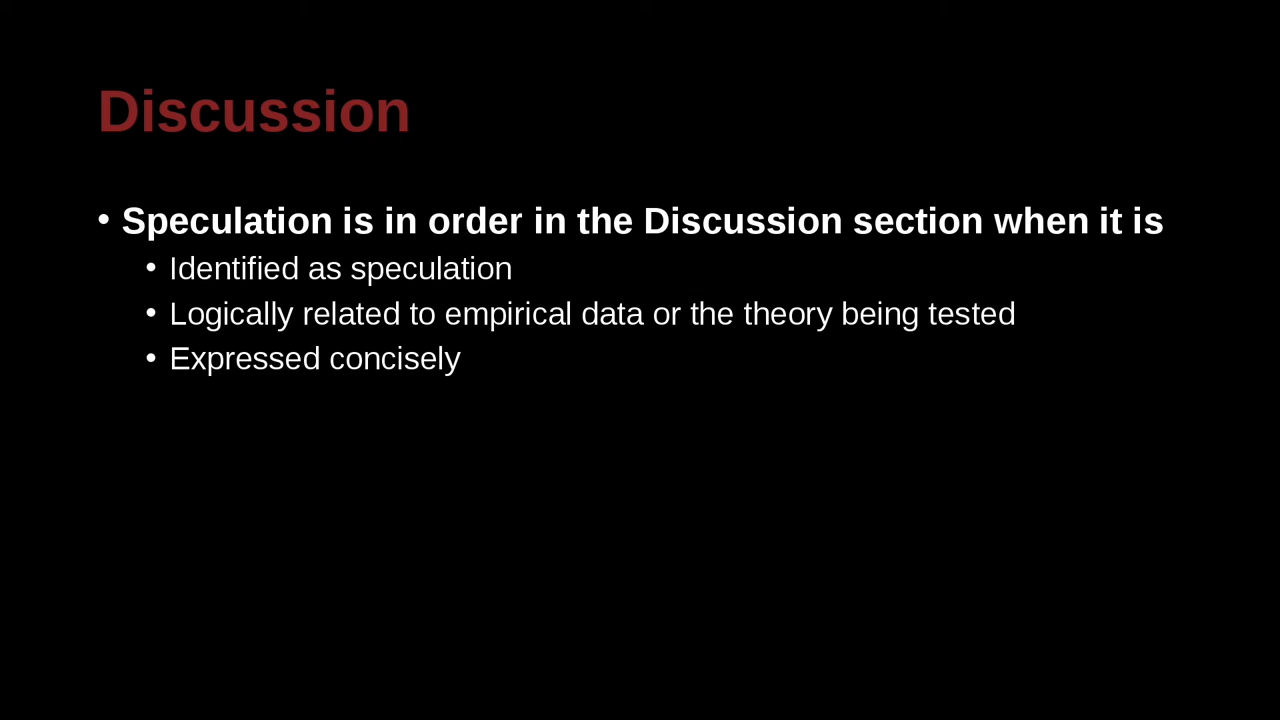 Discussion
• Speculation is in order in the Discussion section when it is
• Identified as speculation
• Logically related to empirical data or the theory being tested
• Expressed concisely